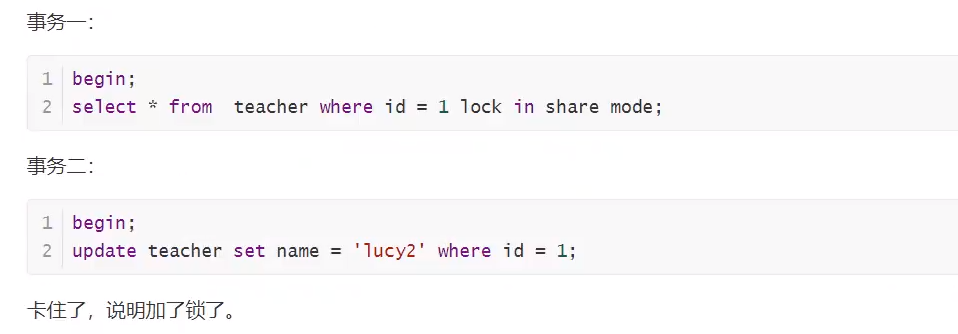 事务一：
1 begin;
2 select * from  teacher where id = 1 lock in share mode;
事务二：
1 begin;
2 update teacher set name = 'lucy2' where id = 1;
卡住了，说明加了锁了。